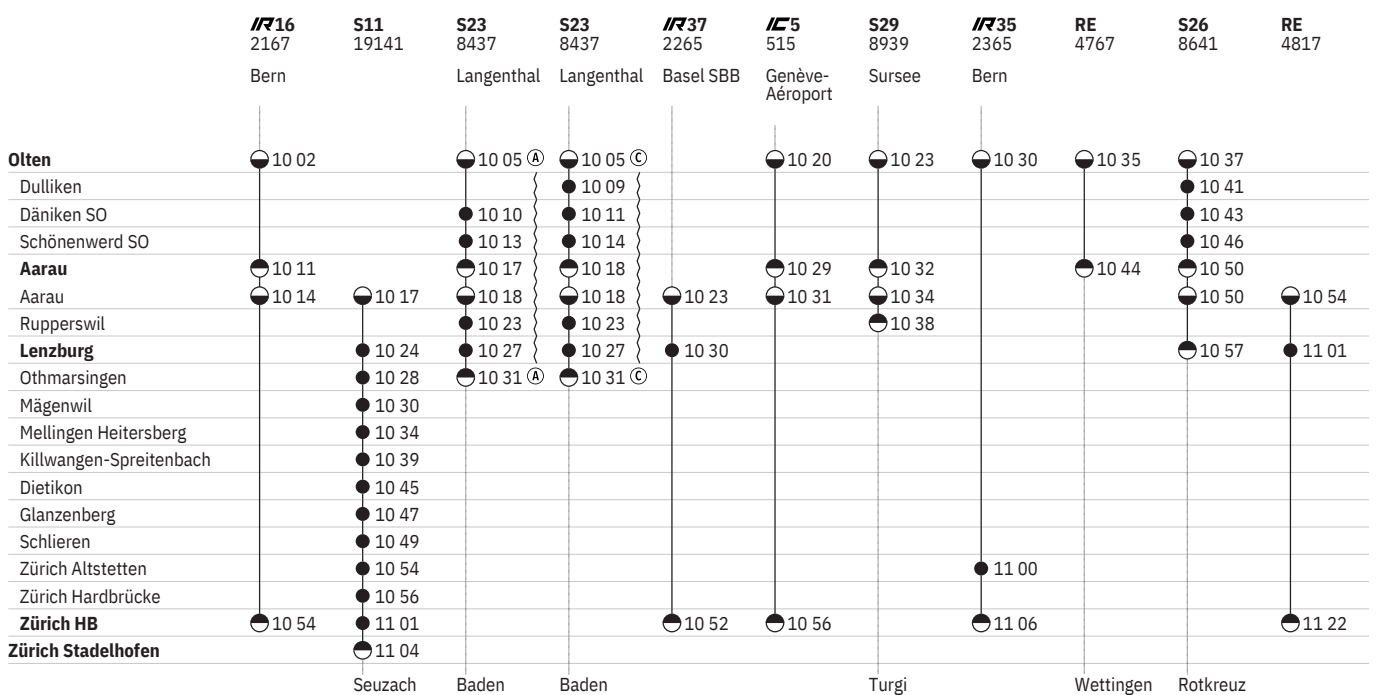 IR16 S11 S23 S23 IR37 IC5 S29 IR35 RE S26 RE
2167 19141 8437 8437 2265 515 8939 2365 4767 8641 4817
Bern Langenthal Langenthal Basel SBB Genève- Sursee Bern
Aéroport
Olten 10 02 10 05 A 10 05 C 10 20 10 23 10 30 10 35 10 37
Dulliken 10 09 10 41
Däniken SO 10 10 10 11 10 43
Schönenwerd SO 10 13 10 14 10 46
Aarau 10 11 10 17 10 18 10 29 10 32 10 44 10 50
Aarau 10 14 10 17 10 18 10 18 10 23 10 31 10 34 10 50 10 54
Rupperswil 10 23 10 23 10 38
Lenzburg 10 24 10 27 10 27 10 30 10 57 11 01
Othmarsingen 10 28 10 31 A 10 31 C
Mägenwil 10 30
Mellingen Heitersberg 10 34
Killwangen-Spreitenbach 10 39
Dietikon 10 45
Glanzenberg 10 47
Schlieren 10 49
Zürich Altstetten 10 54 11 00
Zürich Hardbrücke 10 56
Zürich HB 10 54 11 01 10 52 10 56 11 06 11 22
Zürich Stadelhofen 11 04
Seuzach Baden Baden Turgi Wettingen Rotkreuz